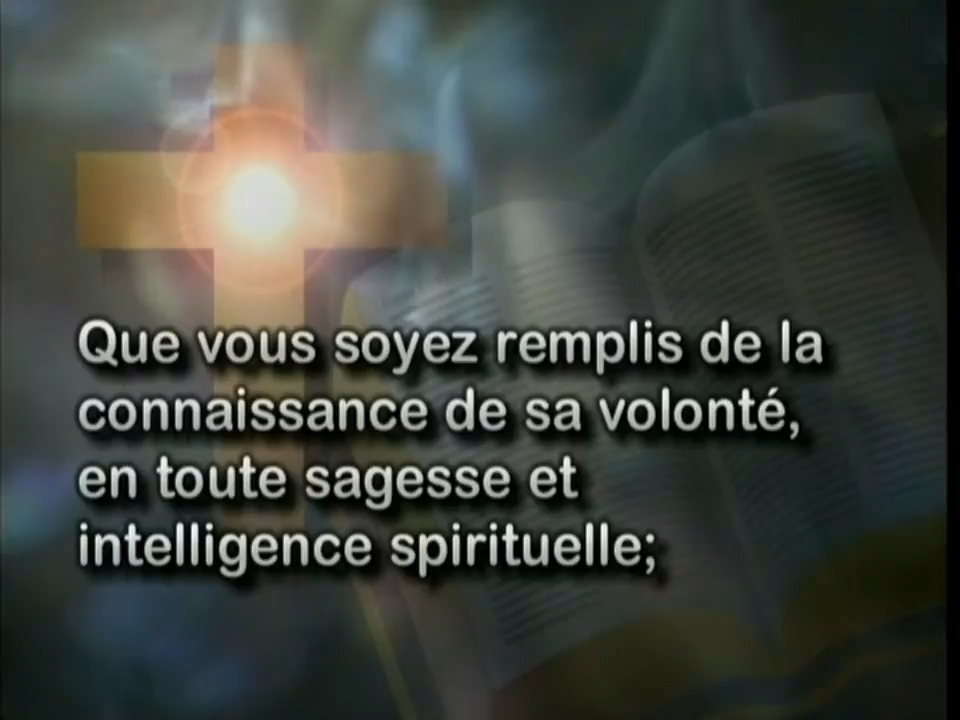 Que vous soyez remplis de la
connaissance de sa volonté,
en toute sagesse et
intelligence spirituelle;